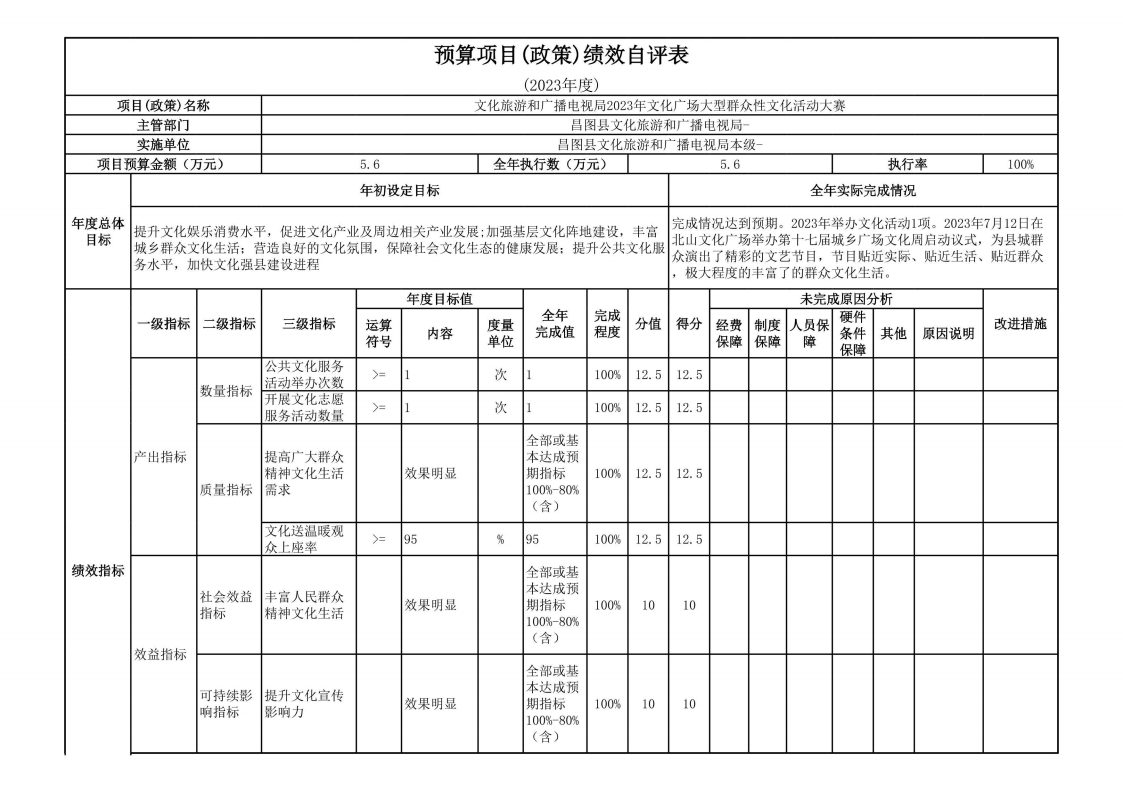 预算项目(政策)绩效自评表
(2023年度)
项目(政策)名称
文化旅游和广播电视局2023年文化广场大型群众性文化活动大赛
主管部门
昌图县文化旅游和广播电视局-
实施单位
昌图县文化旅游和广播电视局本级-
项目预算金额（万元）
5.6
全年执行数（万元）
5.6
执行率
100%
年度总体
目标
年初设定目标
全年实际完成情况
提升文化娱乐消费水平，促进文化产业及周边相关产业发展;加强基层文化阵地建设，丰富
城乡群众文化生活；营造良好的文化氛围，保障社会文化生态的健康发展；提升公共文化服
务水平，加快文化强县建设进程
完成情况达到预期。2023年举办文化活动1项。2023年7月12日在
北山文化广场举办第十七届城乡广场文化周启动议式，为县城群
众演出了精彩的文艺节目，节目贴近实际、贴近生活、贴近群众
，极大程度的丰富了的群众文化生活。
绩效指标
一级指标
二级指标
三级指标
年度目标值
运算
符号
内容
度量
单位
全年
完成值
完成
程度
分值
得分
未完成原因分析
经费
保障
制度
保障
人员保
障
硬件
条件
保障
其他
原因说明
改进措施
产出指标
数量指标
公共文化服务
活动举办次数
>=
1
次
1
100%
12.5
12.5
开展文化志愿
服务活动数量
>=
1
次
1
100%
12.5
12.5
质量指标
提高广大群众
精神文化生活
需求
效果明显
全部或基
本达成预
期指标
100%-80%
（含）
100%
12.5
12.5
文化送温暖观
众上座率
>=
95
%
95
100%
12.5
12.5
效益指标
社会效益
指标
丰富人民群众
精神文化生活
效果明显
全部或基
本达成预
期指标
100%-80%
（含）
100%
10
10
可持续影
响指标
提升文化宣传
影响力
效果明显
全部或基
本达成预
期指标
100%-80%
（含）
100%
10
10